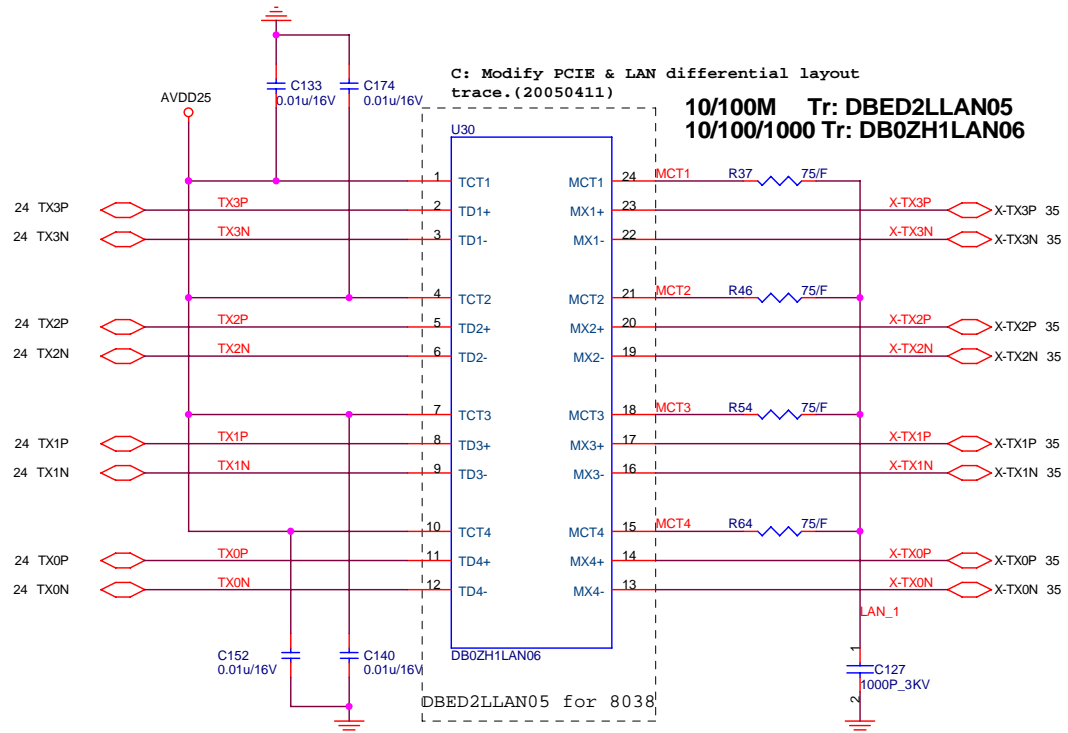 C133
0.01u/16V
C174
0.01u/16V
AVDD25
C: Modify PCIE & LAN differential layout
trace.(20050411)
10/100M Tr: DBED2LLAN05
10/100/1000 Tr: DB0ZH1LAN06
U30
1 TCT1 MCT1 24 MCT1 R37 75/F
24 TX3P TX3P 2 TD1+ MX1+ 23 X-TX3P X-TX3P 35
24 TX3N TX3N 3 TD1- MX1- 22 X-TX3N X-TX3N 35
4 TCT2 MCT2 21 MCT2 R46 75/F
24 TX2P TX2P 5 TD2+ MX2+ 20 X-TX2P X-TX2P 35
24 TX2N TX2N 6 TD2- MX2- 19 X-TX2N X-TX2N 35
7 TCT3 MCT3 18 MCT3 R54 75/F
24 TX1P TX1P 8 TD3+ MX3+ 17 X-TX1P X-TX1P 35
24 TX1N TX1N 9 TD3- MX3- 16 X-TX1N X-TX1N 35
10 TCT4 MCT4 15 MCT4 R64 75/F
24 TX0P TX0P 11 TD4+ MX4+ 14 X-TX0P X-TX0P 35
24 TX0N TX0N 12 TD4- MX4- 13 X-TX0N X-TX0N 35
LAN_1
C152
0.01u/16V
C140
0.01u/16V
DB0ZH1LAN06
1
C127
1000P_3KV
2
DBED2LLAN05 for 8038